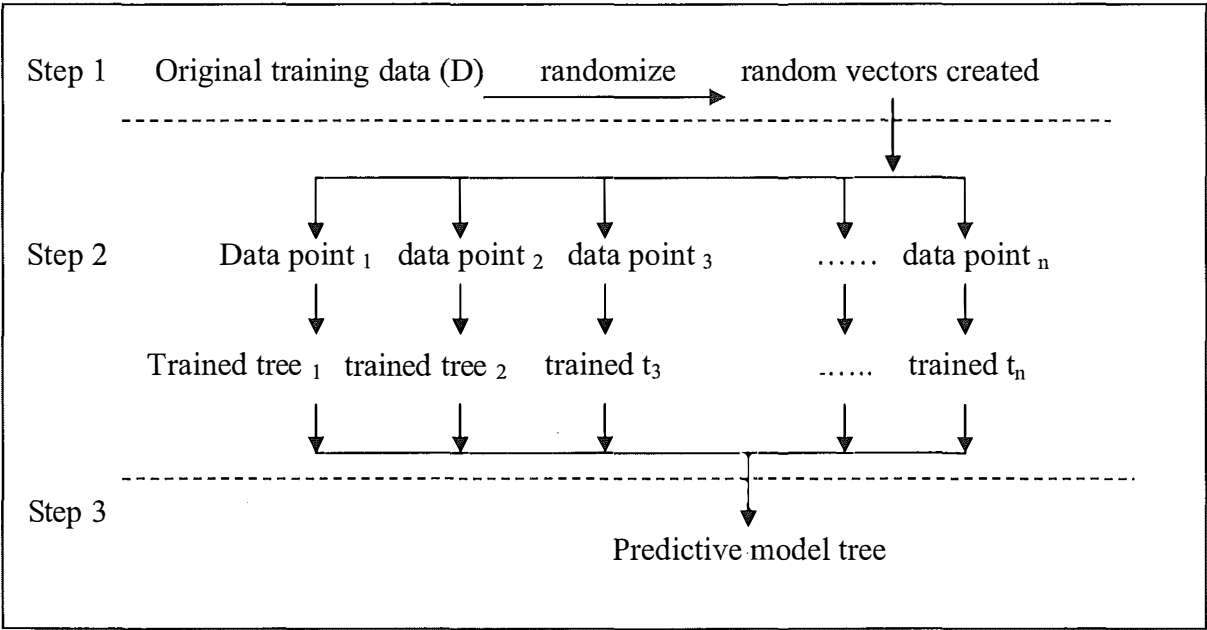 Step 1 Original training data (D) randomize random vectors created
Step 2 Data point 1 data point 2 data point 3 ...... data point n
Trained tree 1 trained tree 2 trained t3 ...... trained tn
Step 3
Predictive model tree